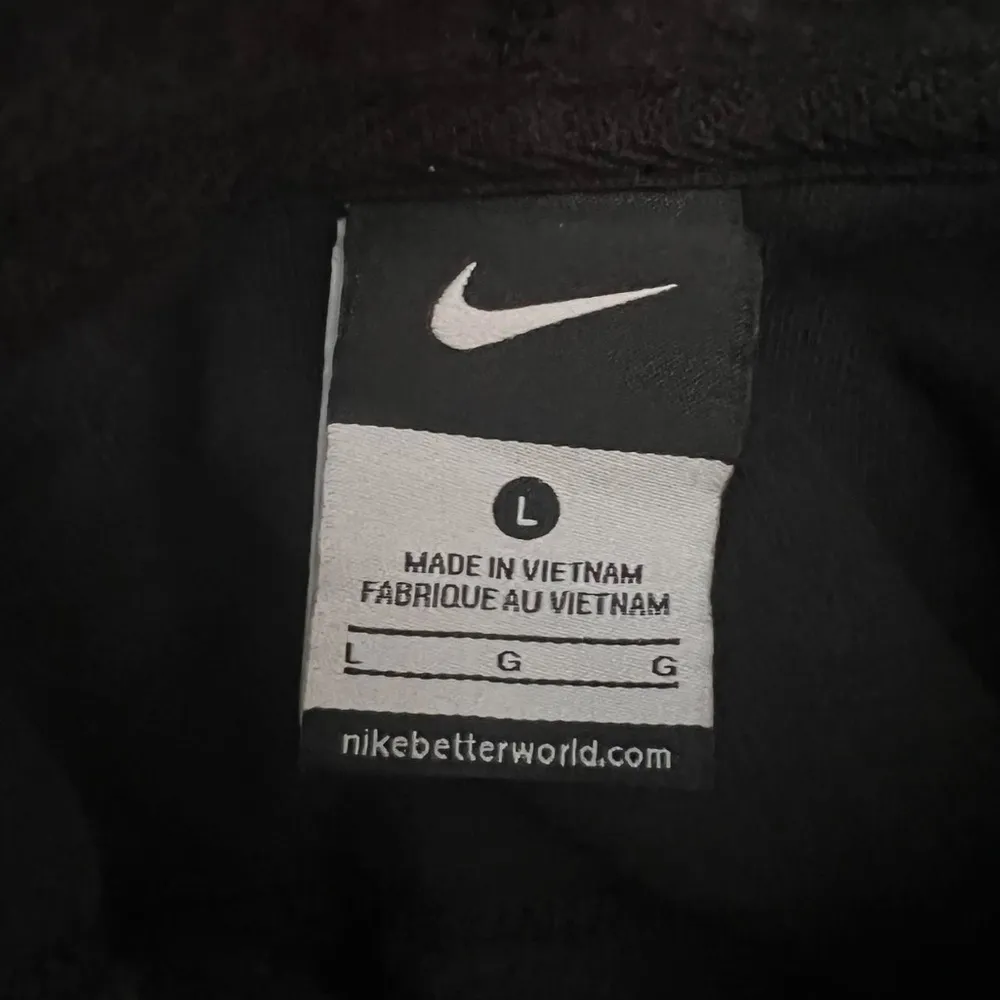 L
MADE IN VIETNAM
FABRIQUE AU VIETNAM
L G G
nikebetterworld.com